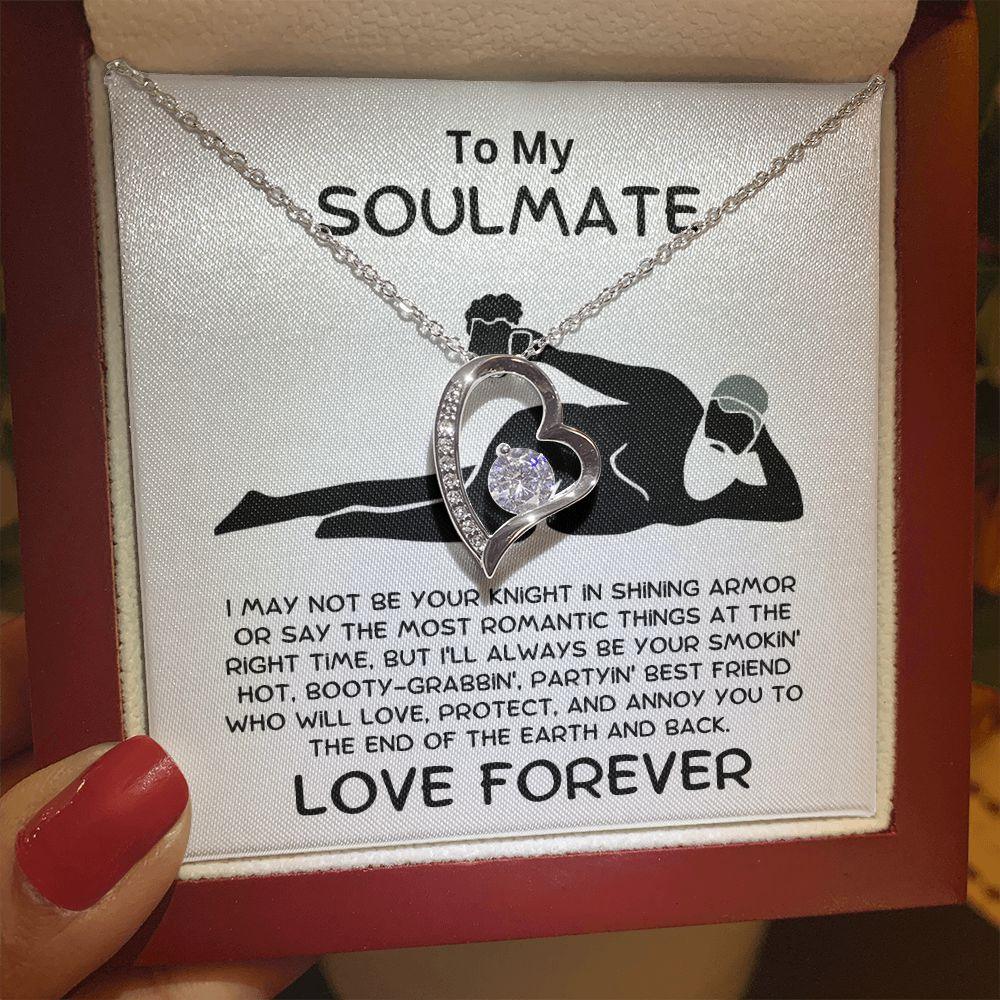 To My
SOULMATE
I MAY NOT BE YOUR KNIGHT IN SHINING ARMOR
OR SAY THE MOST ROMANTIC THINGS AT THE
RIGHT TIME, BUT I'LL ALWAYS BE YOUR SMOKIN'
HOT, BOOTY-GRABBIN', PARTYIN' BEST FRIEND
WHO WILL LOVE, PROTECT, AND ANNOY YOU TO
THE END OF THE EARTH AND BACK.
LOVE FOREVER